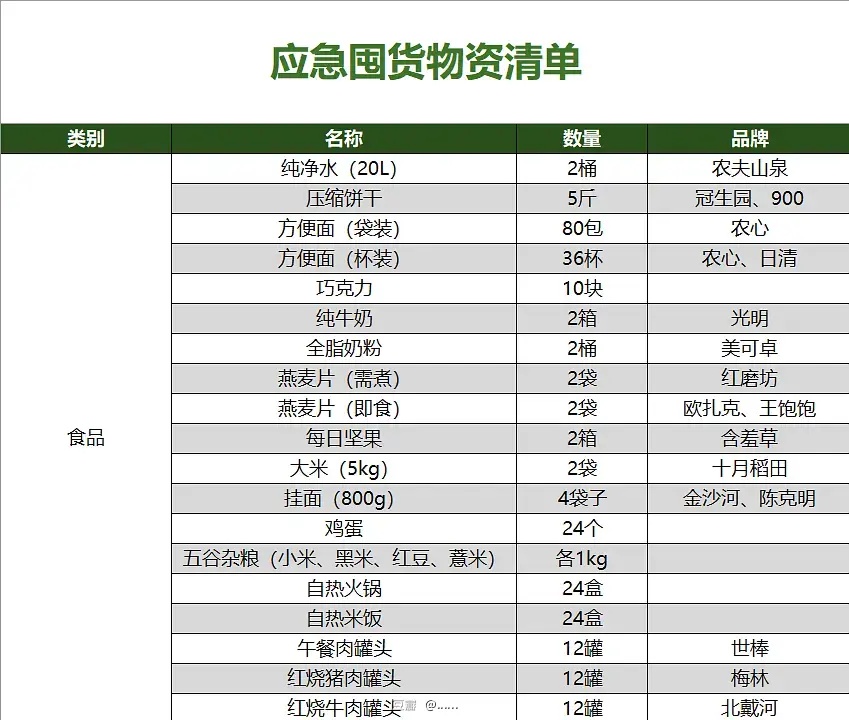 应急囤货物资清单
类别 名称 数量 品牌
纯净水（20L） 2桶 农夫山泉
压缩饼干 5斤 冠生园、900
方便面（袋装） 80包 农心
方便面（杯装） 36杯 农心、日清
巧克力 10块
纯牛奶 2箱 光明
全脂奶粉 2桶 美可卓
燕麦片（需煮） 2袋 红磨坊
燕麦片（即食） 2袋 欧扎克、王饱饱
食品 每日坚果 2箱 含羞草
大米（5kg） 2袋 十月稻田
挂面（800g） 4袋子 金沙河、陈克明
鸡蛋 24个
五谷杂粮（小米、黑米、红豆、薏米） 各1kg
自热火锅 24盒
自热米饭 24盒
午餐肉罐头 12罐 世棒
红烧猪肉罐头 12罐 梅林
红烧牛肉罐头 12罐 北戴河
@......